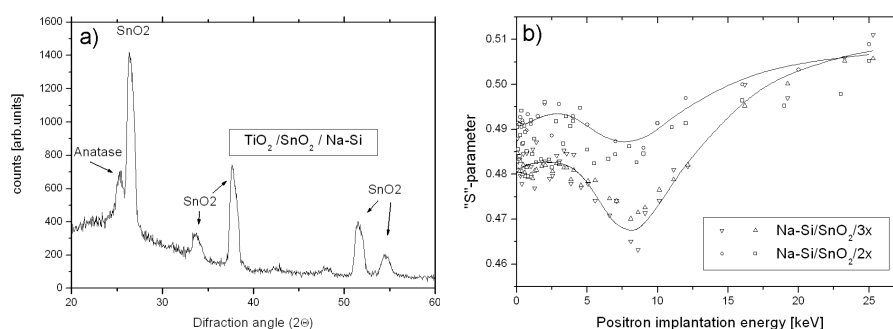 a)
SnO2
1600
1400
1200
1000
800
600
400
200
0
counts [arb.units]
Anatase
TiO2/SnO2/ Na-Si
SnO2
SnO2
20
30
40
50
60
Difraction angle (2Θ)
b)
0.51
0.50
0.49
0.48
0.47
0.46
"S"-parameter
Na-Si/SnO2/3x
Na-Si/SnO2/2x
0
5
10
15
20
25
Positron implantation energy [keV]